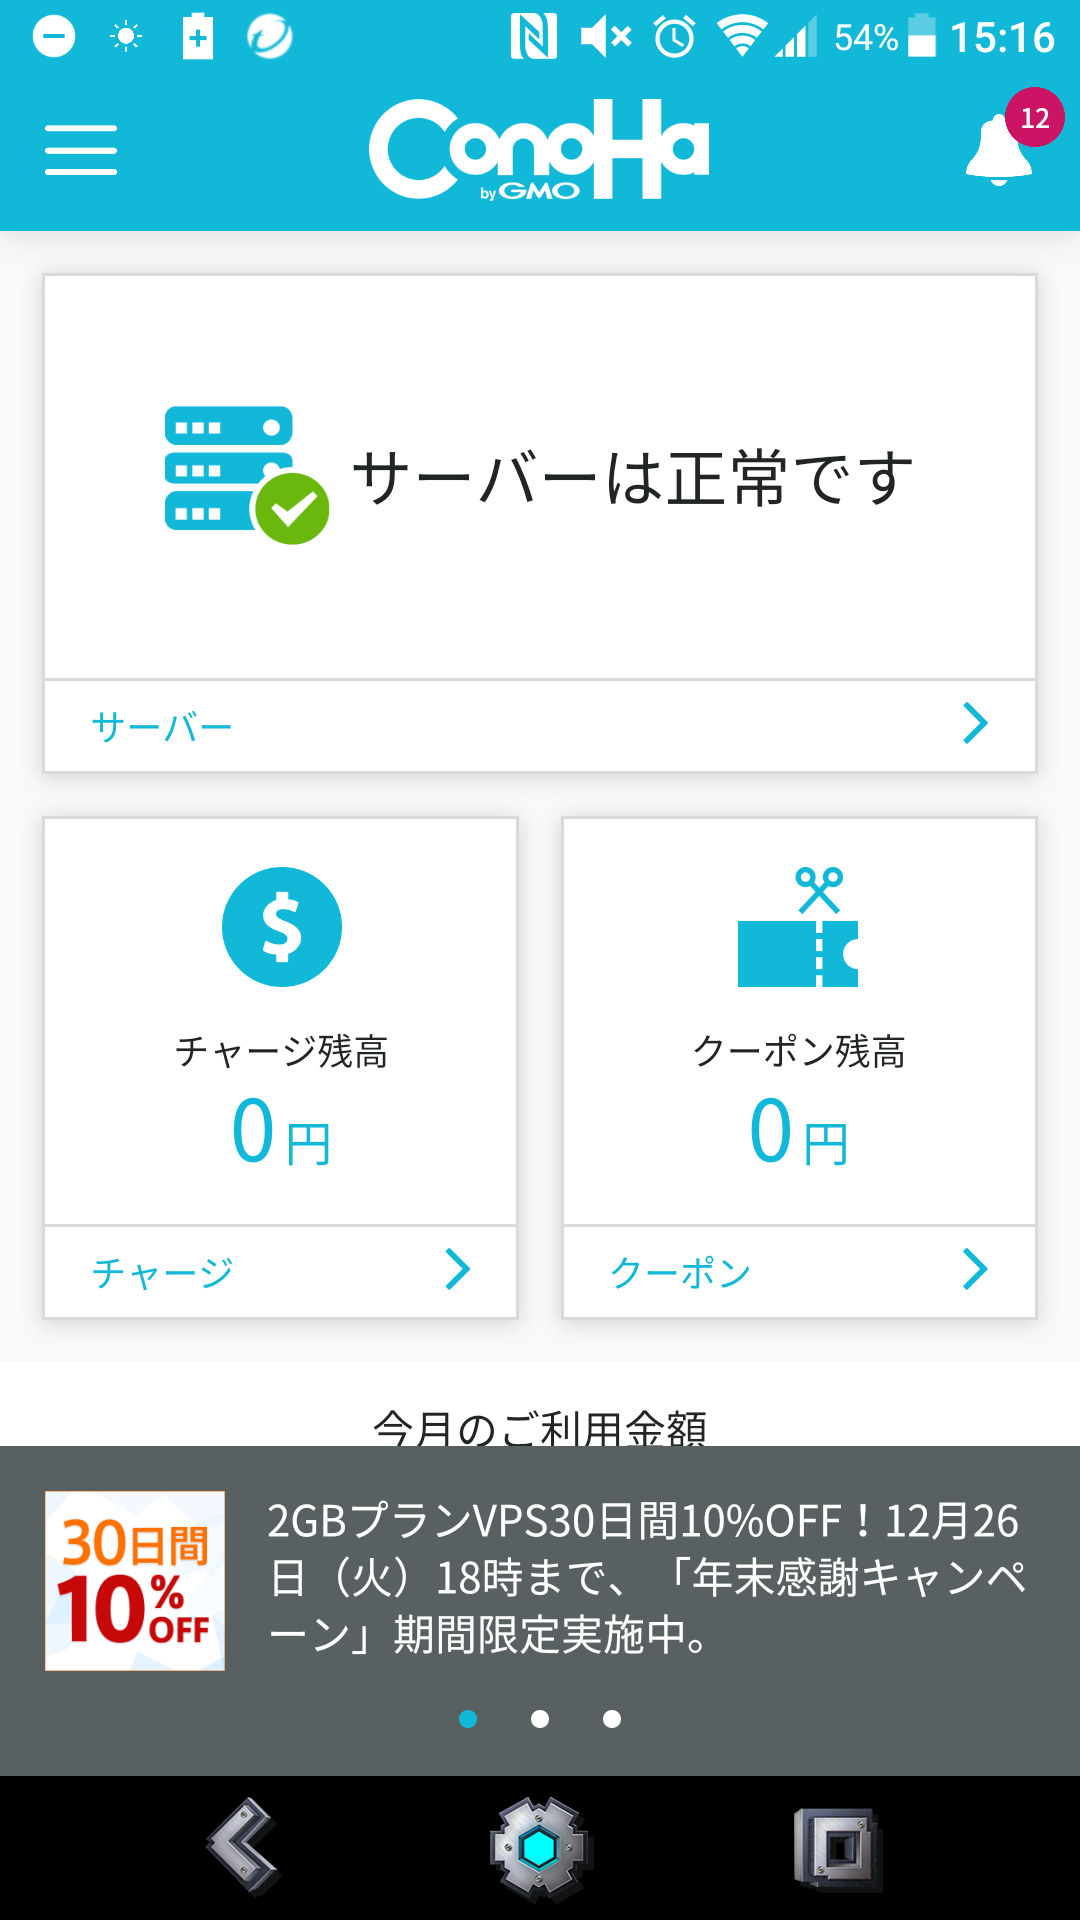 54% 15:16
ConoHa
by GMO
12
サーバーは正常です
サーバー
$
チャージ残高
0 円
チャージ
クーポン残高
0 円
クーポン
今月のご利用金額
30日間
10%OFF
2GBプランVPS30日間10%OFF！12月26
日（火）18時まで、「年末感謝キャンペ
ーン」期間限定実施中。